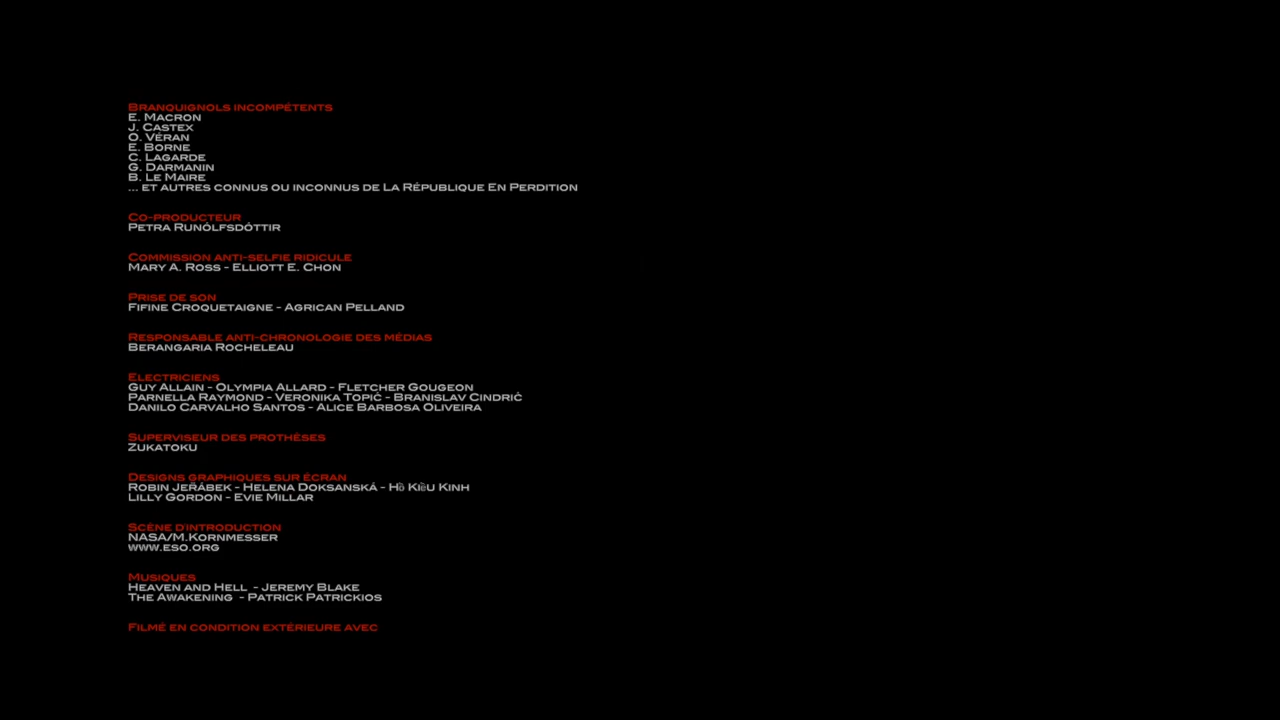 Branquignols incompétents
E. Macron
J. Castex
O. Véran
E. Borne
C. Lagarde
G. Darmanin
B. Le Maire
... et autres connus ou inconnus de La République En Perdition
Co-producteur
Petra Runólfsdóttir
Commission anti-selfie ridicule
Mary A. Ross - Elliott E. Chon
Prise de son
Fifine Croquetaigne - Agrican Pelland
Responsable anti-chronologie des médias
Berangaria Rocheleau
Electriciens
Guy Allain - Olympia Allard - Fletcher Gougeon
Parnella Raymond - Veronika Topić - Branislav Cindrić
Danilo Carvalho Santos - Alice Barbosa Oliveira
Superviseur des prothèses
Zukatoku
Designs graphiques sur écran
Robin Jeřábek - Helena Doksanská - Hồ Kiều Kinh
Lilly Gordon - Evie Millar
Scène d'introduction
NASA/M.Kornmesser
www.eso.org
Musiques
Heaven and Hell - Jeremy Blake
The Awakening - Patrick Patrickios
Filmé en condition extérieure avec